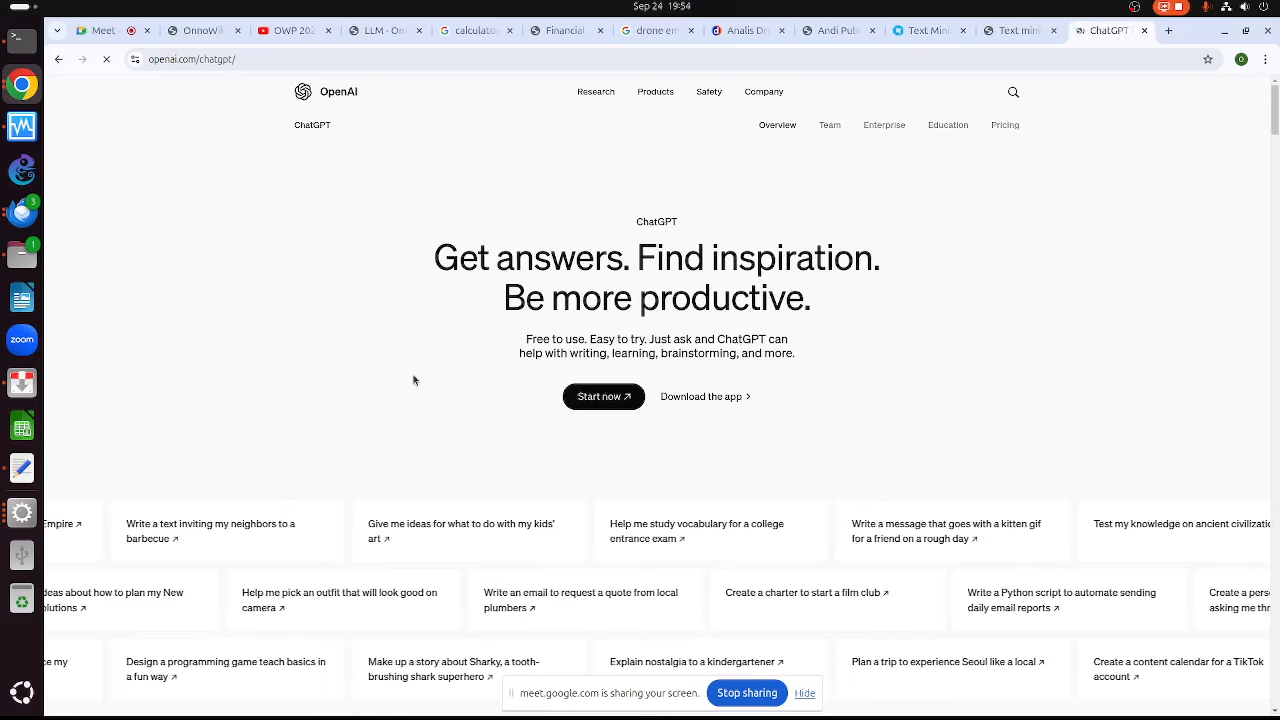 Sep 24 19:54
Meet -
OnnoWik
OWP 202
LLM - On
calculato
Financial
drone em
Analis Dr
Andi Publ
Text Mini
Text mini
ChatGPT
openai.com/chatgpt/
O
OpenAI
Research
Products
Safety
Company
ChatGPT
Overview
Team
Enterprise
Education
Pricing
ChatGPT
Get answers. Find inspiration.
Be more productive.
Free to use. Easy to try. Just ask and ChatGPT can
help with writing, learning, brainstorming, and more.
Start now ↗
Download the app >
3
1
zoom
Empire ↗
Write a text inviting my neighbors to a
barbecue ↗
Give me ideas for what to do with my kids'
art ↗
Help me study vocabulary for a college
entrance exam ↗
Write a message that goes with a kitten gif
for a friend on a rough day ↗
Test my knowledge on ancient civilizatio
deas about how to plan my New
olutions ↗
Help me pick an outfit that will look good on
camera ↗
Write an email to request a quote from local
plumbers ↗
Create a charter to start a film club ↗
Write a Python script to automate sending
daily email reports ↗
Create a pers
asking me thr
ce my
Design a programming game teach basics in
a fun way ↗
Make up a story about Sharky, a tooth-
brushing shark superhero ↗
Explain nostalgia to a kindergartener ↗
Plan a trip to experience Seoul like a local ↗
Create a content calendar for a TikTok
account ↗
meet.google.com is sharing your screen.
Stop sharing
Hide